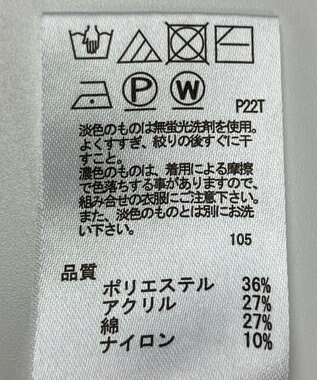 P22T
P
W
淡色のものは無蛍光洗剤を使用。
よくすすぎ、絞りの後すぐに干
すこと。
濃色のものは、着用による摩擦
で色落ちする事がありますので、
組み合せの衣服にご注意下さい。
また、淡色のものとは別にお洗
い下さい。
105
品質
ポリエステル 36%
アクリル 27%
綿 27%
ナイロン 10%